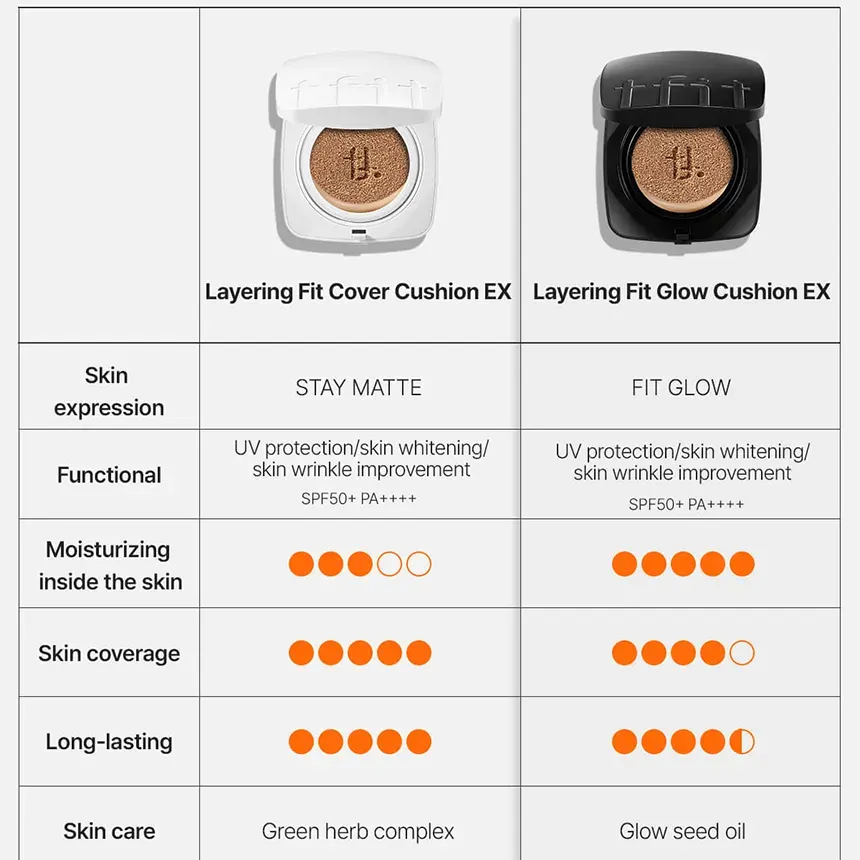 tfit
tfit
tf.
tf.
Layering Fit Cover Cushion EX
Layering Fit Glow Cushion EX
Skin
expression
STAY MATTE
FIT GLOW
Functional
UV protection/skin whitening/
skin wrinkle improvement
SPF50+ PA++++
UV protection/skin whitening/
skin wrinkle improvement
SPF50+ PA++++
Moisturizing
inside the skin
Skin coverage
Long-lasting
Skin care
Green herb complex
Glow seed oil